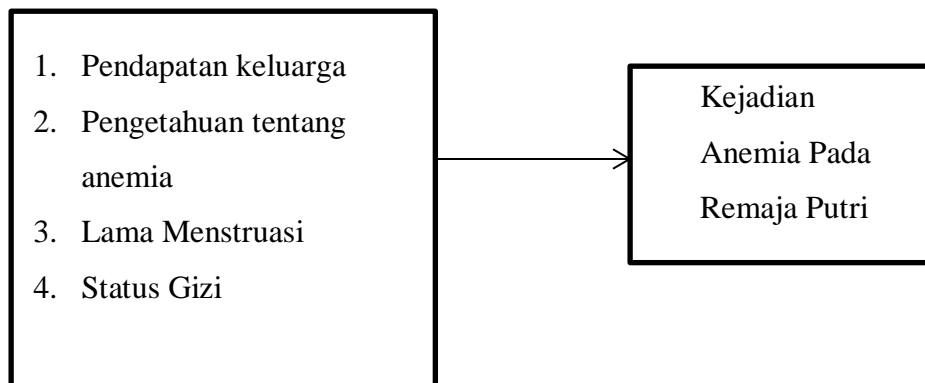 1. Pendapatan keluarga
2. Pengetahuan tentang
anemia
3. Lama Menstruasi
4. Status Gizi
Kejadian
Anemia Pada
Remaja Putri